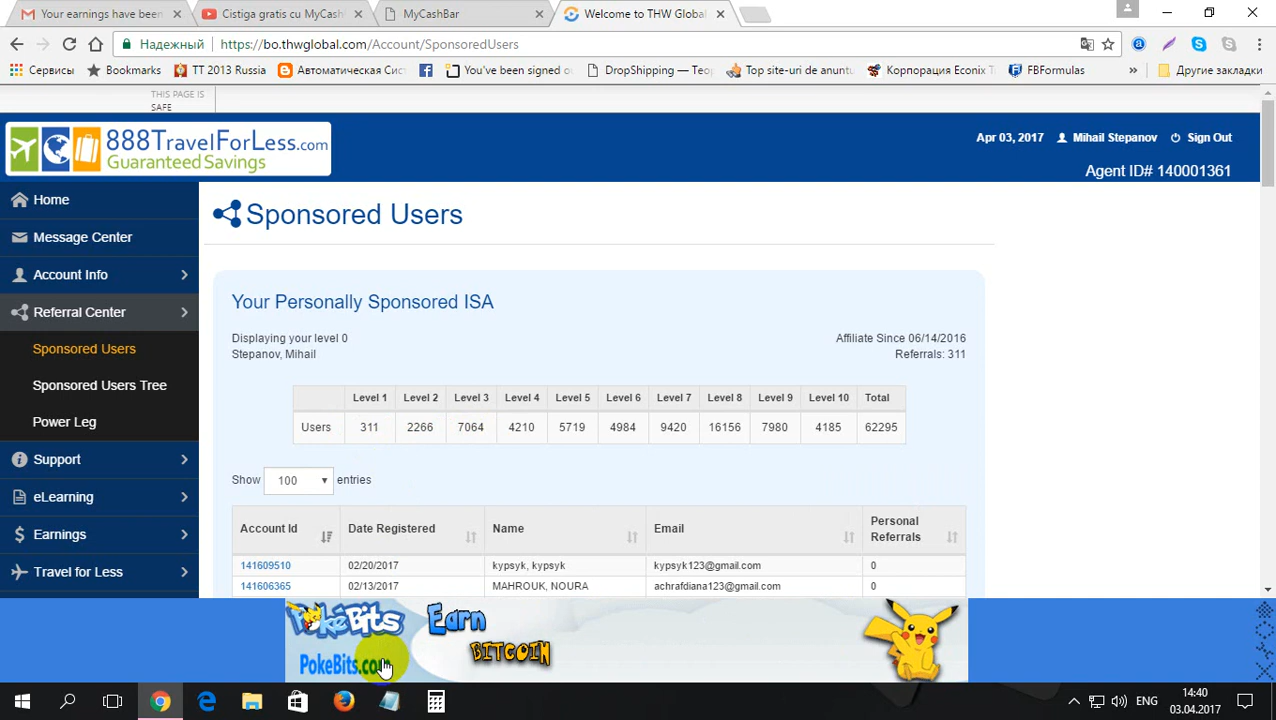 Your earnings have been
Cistiga gratis cu MyCash
MyCashBar
Welcome to THW Global
Надежный
https://bo.thwglobal.com/Account/SponsoredUsers
Сервисы
Bookmarks
TT 2013 Russia
Автоматическая Сис
You've been signed o
DropShipping — Teo
Top site-uri de anuntu
Корпорация Econix T
FBFormulas
»
Другие закладки
THIS PAGE IS
SAFE
888TravelForLess.com
Guaranteed Savings
Apr 03, 2017 Mihail Stepanov Sign Out
Agent ID# 140001361
Home
Message Center
Account Info
Referral Center
Sponsored Users
Sponsored Users Tree
Power Leg
Support
eLearning
Earnings
Travel for Less
Sponsored Users
Your Personally Sponsored ISA
Displaying your level 0
Stepanov, Mihail
Affiliate Since 06/14/2016
Referrals: 311
Level 1 Level 2 Level 3 Level 4 Level 5 Level 6 Level 7 Level 8 Level 9 Level 10 Total
Users 311 2266 7064 4210 5719 4984 9420 16156 7980 4185 62295
Show 100 entries
Account Id Date Registered Name Email Personal Referrals
141609510 02/20/2017 kypsyk, kypsyk kypsyk123@gmail.com 0
141606365 02/13/2017 MAHROUK, NOURA achrafdiana123@gmail.com 0
PokéBits Earn
BITCOIN
PokeBits.co
ENG
14:40
03.04.2017